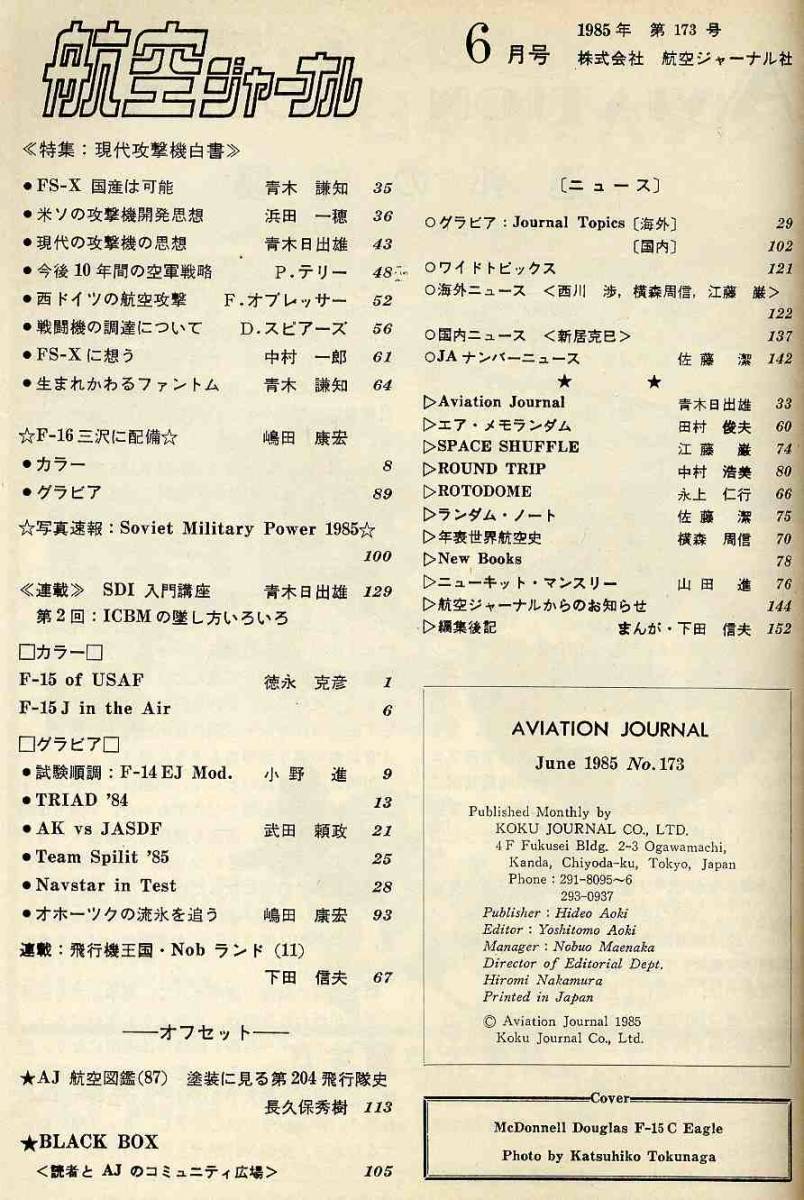 航空ジャーナル
6月号
1985年 第173号
株式会社 航空ジャーナル社
≪特集：現代攻撃機白書≫
●FS-X 国産は可能 青木 謙知 35
●米ソの攻撃機開発思想 浜田 一穂 36
●現代の攻撃機の思想 青木日出雄 43
●今後10年間の空軍戦略 P.テリー 48
●西ドイツの航空攻撃 F.オブレッサー 52
●戦闘機の調達について D.スピアーズ 56
●FS-Xに想う 中村 一郎 61
●生まれかわるファントム 青木 謙知 64
☆F-16三沢に配備☆ 嶋田 康宏
●カラー 8
●グラビア 89
☆写真速報：Soviet Military Power 1985☆
100
≪連載≫ SDI 入門講座 青木日出雄 129
第2回：ICBMの墜し方いろいろ
□カラー□
F-15 of USAF 徳永 克彦 1
F-15J in the Air 6
□グラビア□
●試験順調：F-14EJ Mod. 小野 進 9
●TRIAD '84 13
●AK vs JASDF 武田 頼政 21
●Team Spilit '85 25
●Navstar in Test 28
●オホーツクの流氷を追う 嶋田 康宏 93
連載：飛行機王国・Nobランド (11)
下田 信夫 67
――オフセット――
★AJ 航空図鑑(87) 塗装に見る第204飛行隊史
長久保秀樹 113
★BLACK BOX
＜読者と AJ のコミュニティ広場＞ 105
〔ニュース〕
○グラビア：Journal Topics〔海外〕 29
〔国内〕 102
○ワイドトピックス 121
○海外ニュース ＜西川 渉，横森周信，江藤 巌＞
122
○国内ニュース ＜新居克巳＞ 137
○JAナンバーニュース 佐藤 潔 142
★ ★
▷Aviation Journal 青木日出雄 33
▷エア・メモランダム 田村 俊夫 60
▷SPACE SHUFFLE 江藤 巌 74
▷ROUND TRIP 中村 浩美 80
▷ROTODOME 永上 仁行 66
▷ランダム・ノート 佐藤 潔 75
▷年表世界航空史 横森 周信 70
▷New Books 78
▷ニューキット・マンスリー 山田 進 76
▷航空ジャーナルからのお知らせ 144
▷編集後記 まんが・下田 信夫 152
AVIATION JOURNAL
June 1985 No.173
Published Monthly by
KOKU JOURNAL CO., LTD.
4F Fukusei Bldg. 2-3 Ogawamachi,
Kanda, Chiyoda-ku, Tokyo, Japan
Phone : 291-8095～6
293-0937
Publisher : Hideo Aoki
Editor : Yoshitomo Aoki
Manager : Nobuo Maenaka
Director of Editorial Dept.
Hiromi Nakamura
Printed in Japan
© Aviation Journal 1985
Koku Journal Co., Ltd.
Cover
McDonnell Douglas F-15C Eagle
Photo by Katsuhiko Tokunaga